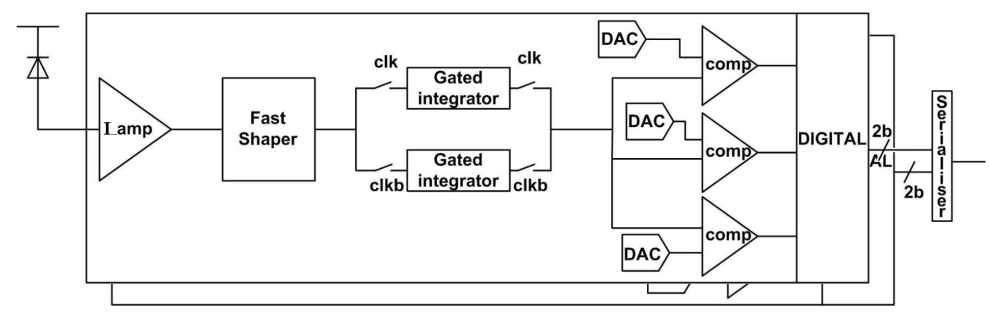 Iamp
Fast
Shaper
clk
clk
Gated
integrator
clkb
clkb
Gated
integrator
DAC
comp
DAC
comp
DAC
comp
DIGITAL
AL
2b
2b
Serialiser